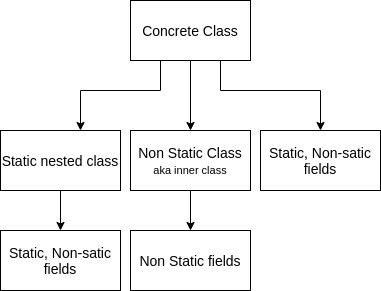 Concrete Class
Static nested class
Non Static Class
aka inner class
Static, Non-satic
fields
Static, Non-satic
fields
Non Static fields